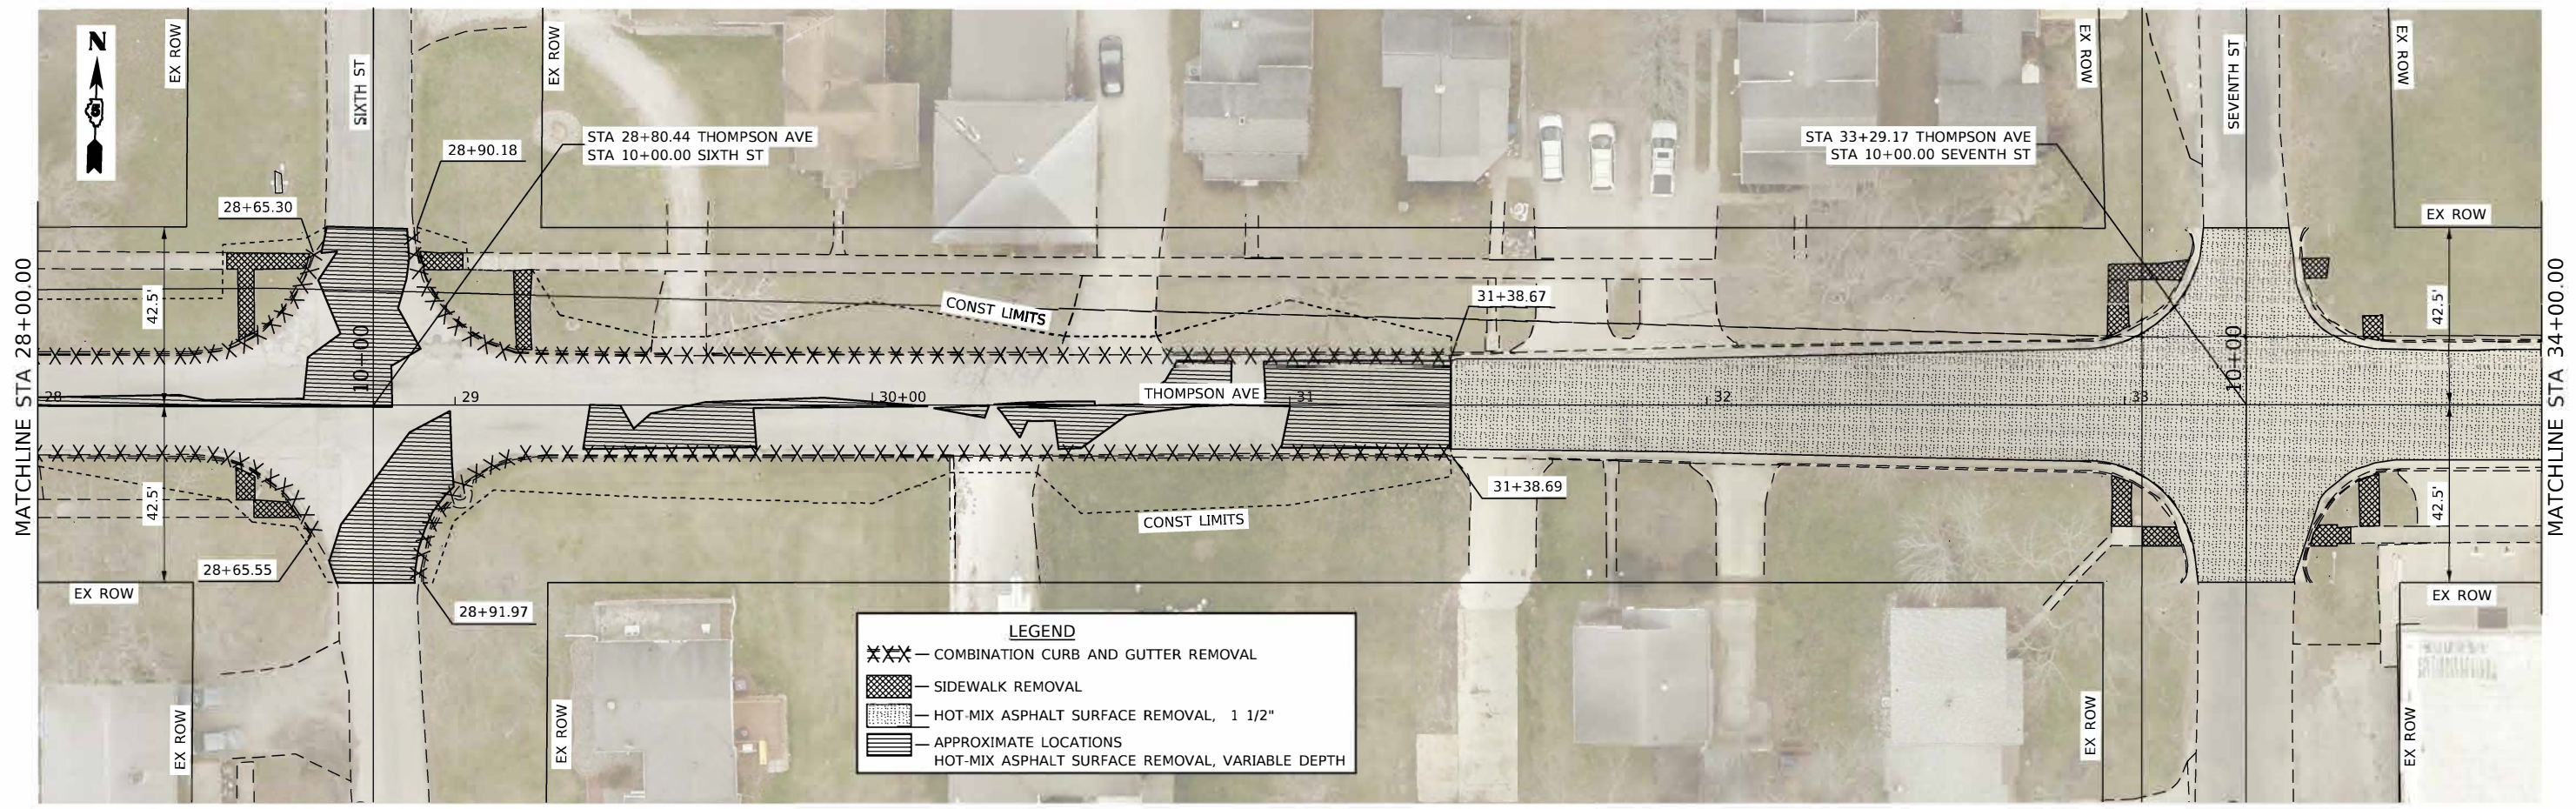 N
EX ROW
SIXTH ST
EX ROW
EX ROW
SEVENTH ST
EX ROW
STA 28+80.44 THOMPSON AVE
STA 10+00.00 SIXTH ST
28+90.18
STA 33+29.17 THOMPSON AVE
STA 10+00.00 SEVENTH ST
28+65.30
EX ROW
MATCHLINE STA 28+00.00
42.5'
CONST LIMITS
31+38.67
42.5'
MATCHLINE STA 34+00.00
10+00
10+00
28
29
30+00
THOMPSON AVE
31
32
33
42.5'
31+38.69
42.5'
CONST LIMITS
28+65.55
EX ROW
28+91.97
EX ROW
EX ROW
EX ROW
EX ROW
EX ROW
LEGEND
COMBINATION CURB AND GUTTER REMOVAL
SIDEWALK REMOVAL
HOT-MIX ASPHALT SURFACE REMOVAL, 1 1/2"
APPROXIMATE LOCATIONS
HOT-MIX ASPHALT SURFACE REMOVAL, VARIABLE DEPTH